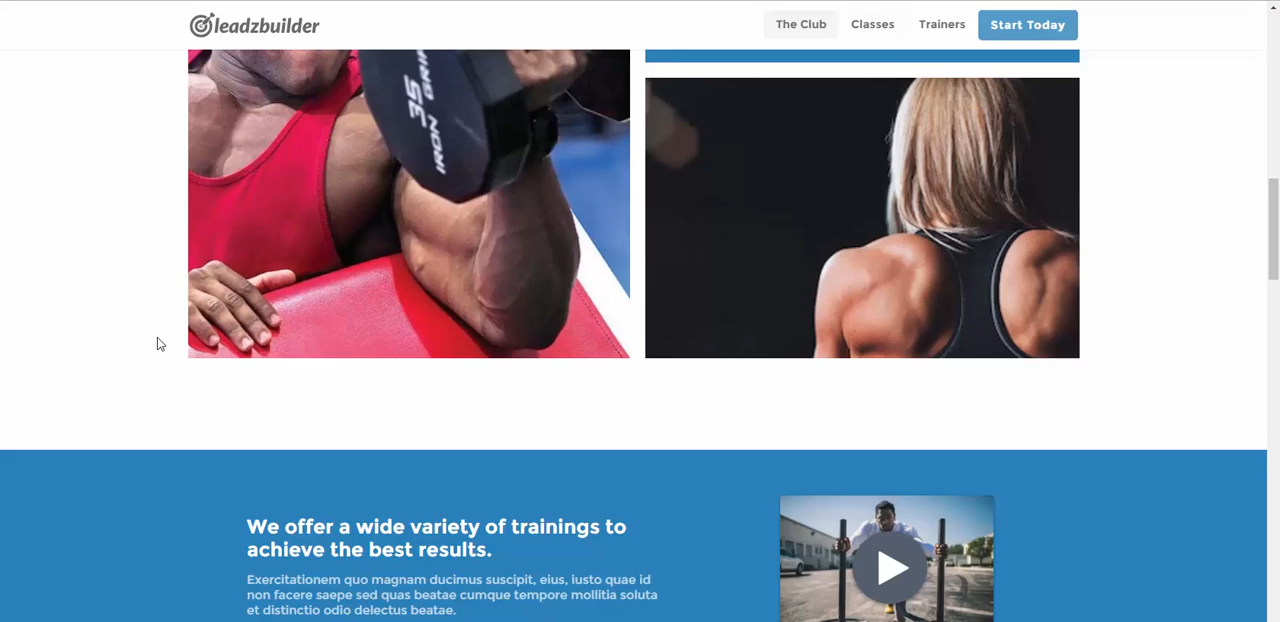 leadzbuilder
The Club
Classes
Trainers
Start Today
35
IRON GRIP
We offer a wide variety of trainings to
achieve the best results.
Exercitationem quo magnam ducimus suscipit, eius, iusto quae id
non facere saepe sed quas beatae cumque tempore mollitia soluta
et distinctio odio delectus beatae.